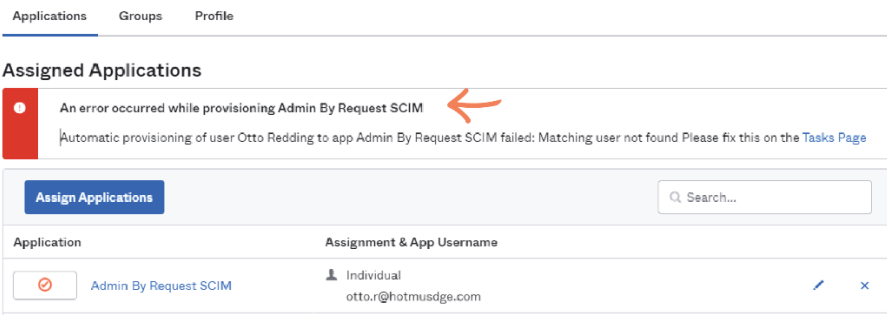 Applications Groups Profile
Assigned Applications
An error occurred while provisioning Admin By Request SCIM
Automatic provisioning of user Otto Redding to app Admin By Request SCIM failed: Matching user not found Please fix this on the Tasks Page
Assign Applications Search...
Application Assignment & App Username
Admin By Request SCIM Individual
otto.r@hotmusdge.com